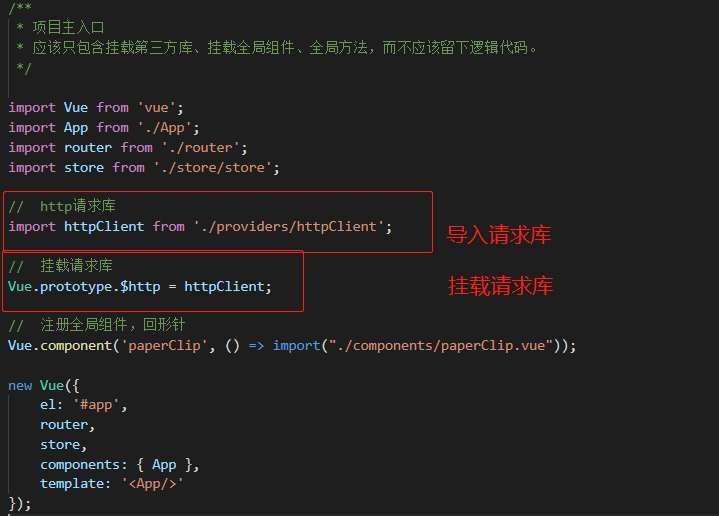 /**
 * 项目主入口
 * 应该只包含挂载第三方库、挂载全局组件、全局方法，而不应该留下逻辑代码。
 */
import Vue from 'vue';
import App from './App';
import router from './router';
import store from './store/store';
//  http请求库
import httpClient from './providers/httpClient';
导入请求库
//  挂载请求库
Vue.prototype.$http = httpClient;
挂载请求库
//  注册全局组件，回形针
Vue.component('paperClip', () => import("./components/paperClip.vue"));
new Vue({
    el: '#app',
    router,
    store,
    components: { App },
    template: '<App/>'
});